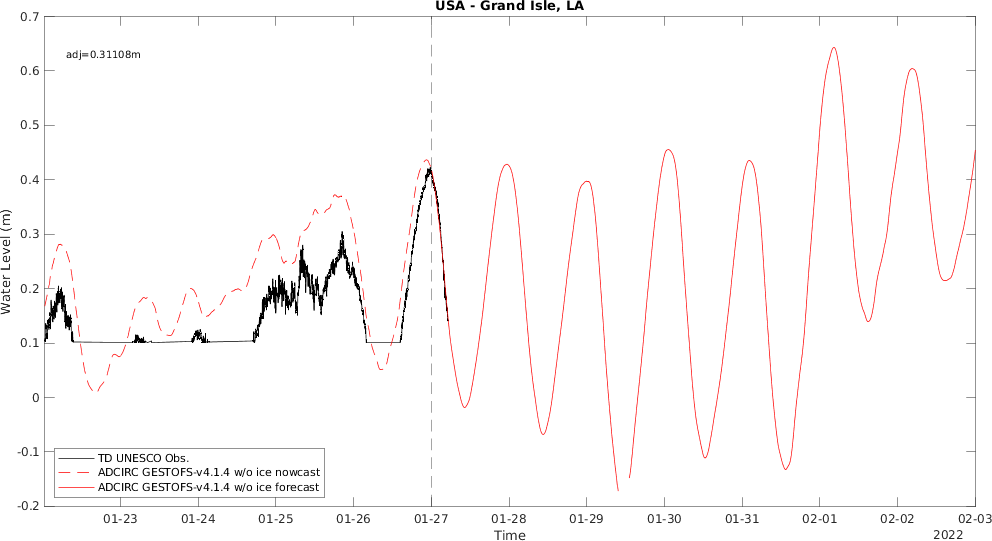 USA - Grand Isle, LA
adj=0.31108m
Water Level (m)
0.7
0.6
0.5
0.4
0.3
0.2
0.1
0
-0.1
-0.2
TD UNESCO Obs.
ADCIRC GESTOFS-v4.1.4 w/o ice nowcast
ADCIRC GESTOFS-v4.1.4 w/o ice forecast
01-23 01-24 01-25 01-26 01-27 01-28 01-29 01-30 01-31 02-01 02-02 02-03
Time
2022